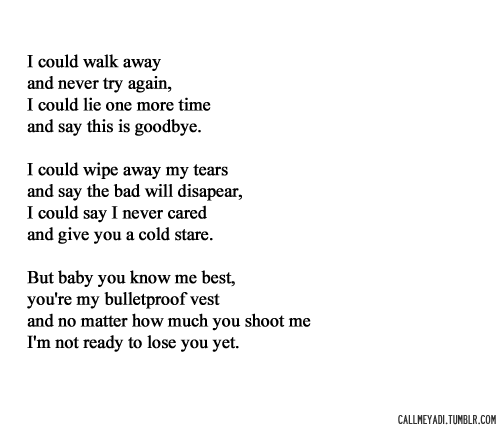 I could walk away
and never try again,
I could lie one more time
and say this is goodbye.

I could wipe away my tears
and say the bad will disapear,
I could say I never cared
and give you a cold stare.

But baby you know me best,
you're my bulletproof vest
and no matter how much you shoot me
I'm not ready to lose you yet.

CALLMEYADI.TUMBLR.COM